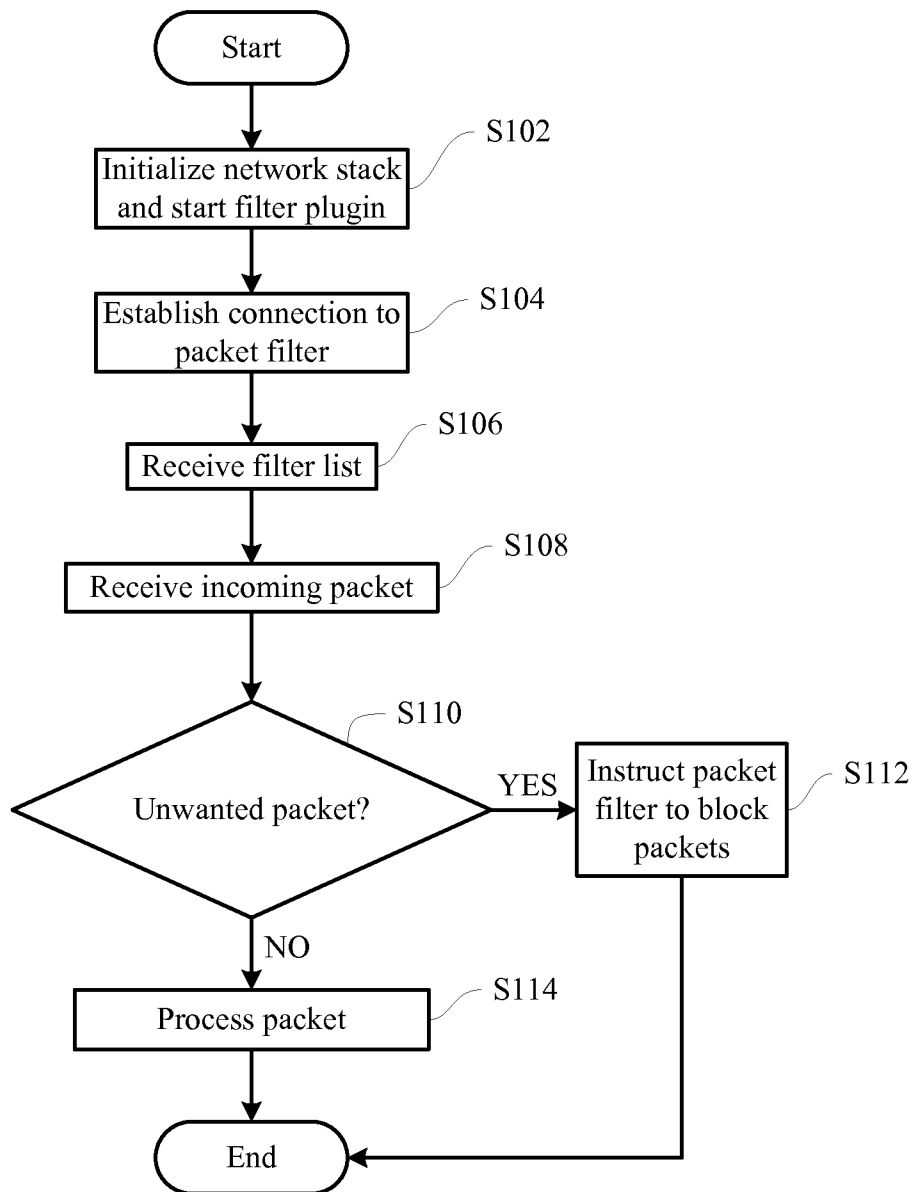 Start
S102
Initialize network stack
and start filter plugin
S104
Establish connection to
packet filter
S106
Receive filter list
S108
Receive incoming packet
S110
Unwanted packet?
YES
Instruct packet
filter to block
packets
S112
NO
S114
Process packet
End